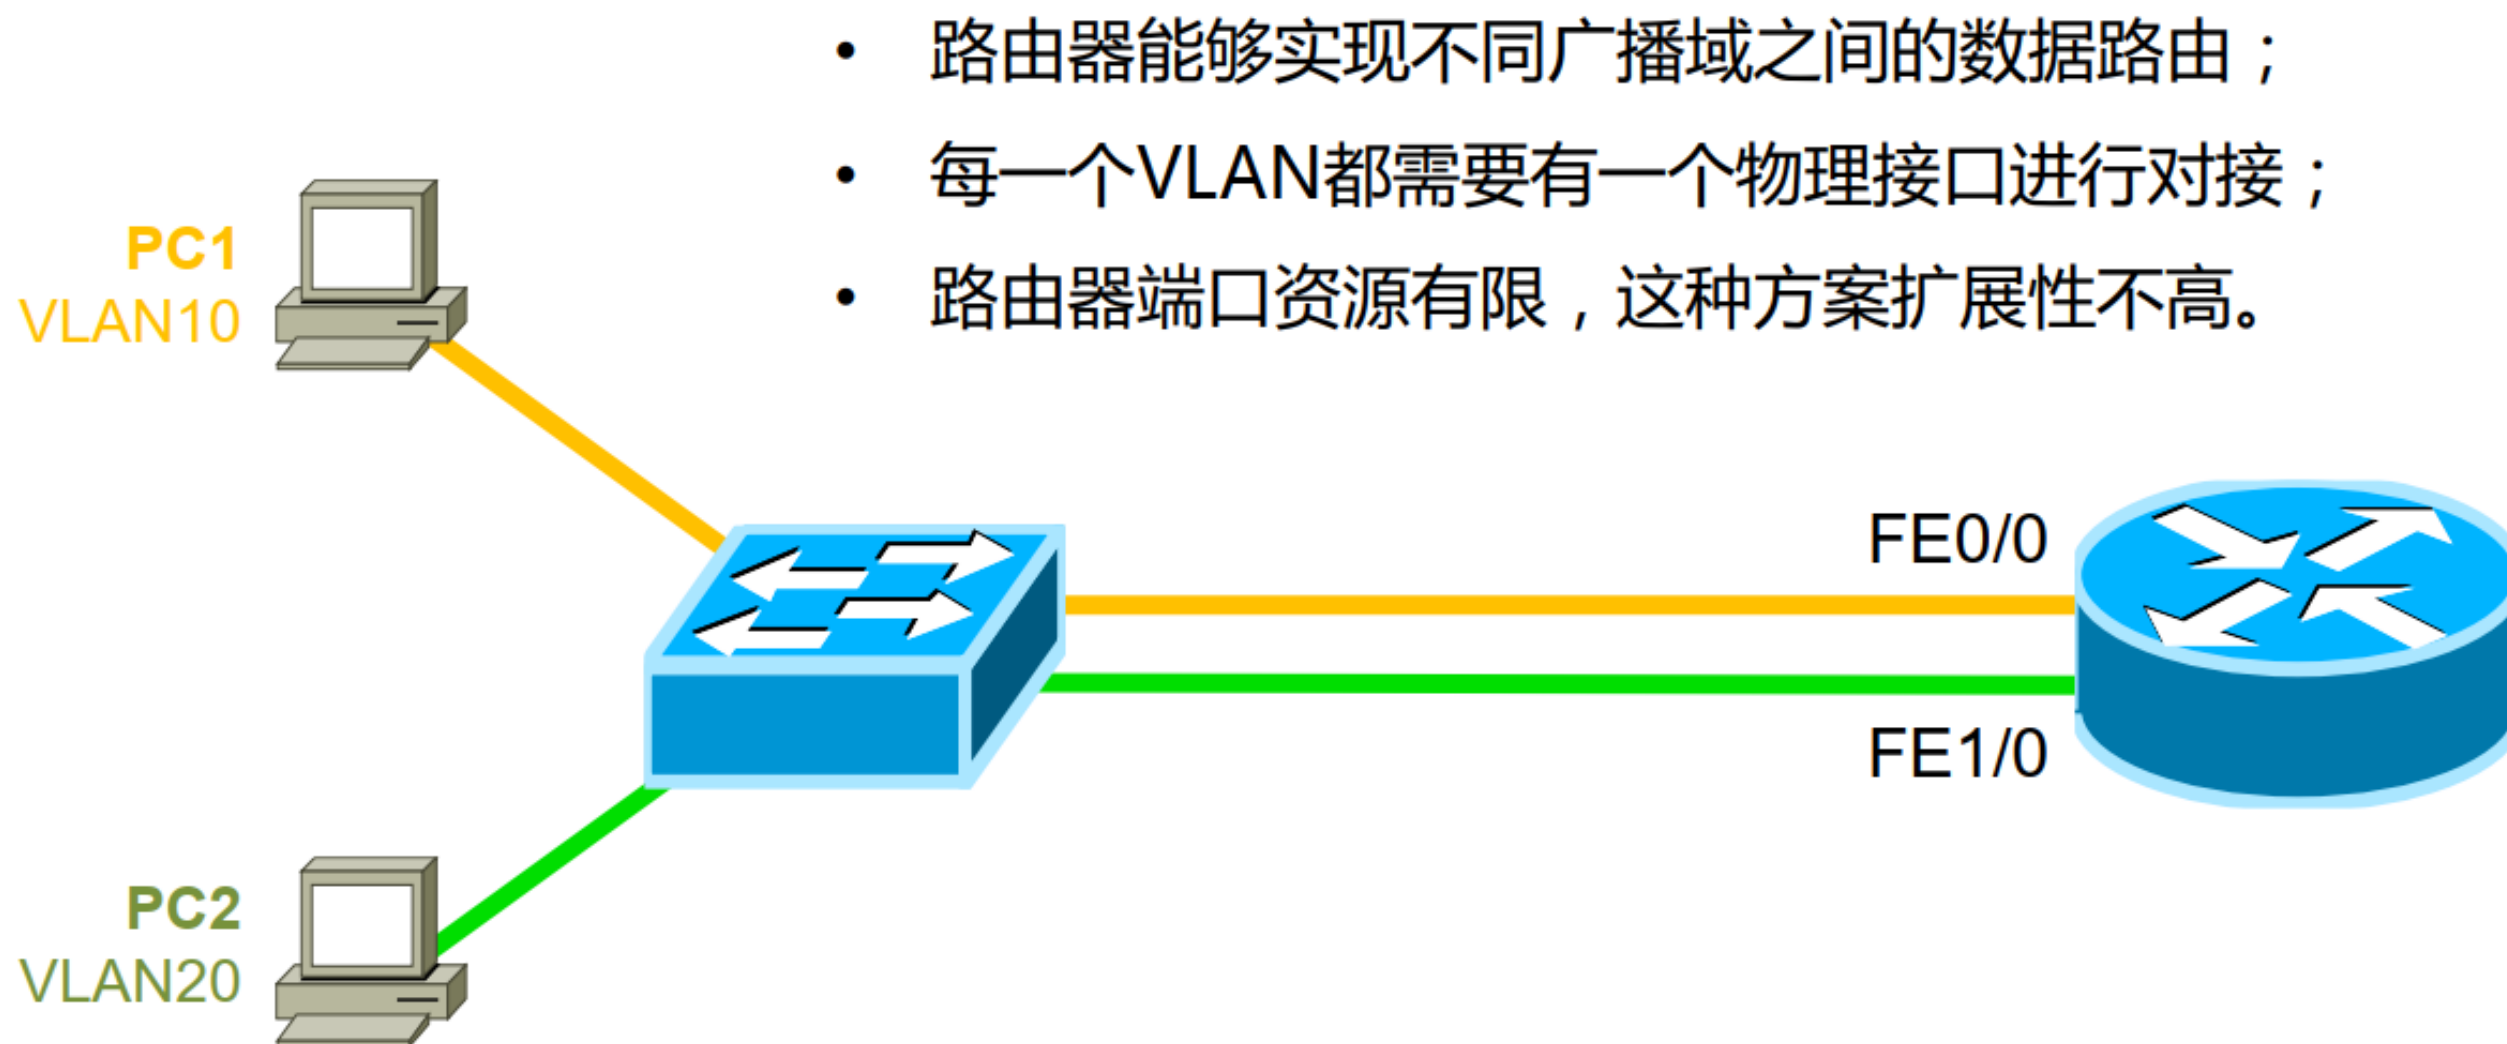 • 路由器能够实现不同广播域之间的数据路由；
• 每一个VLAN都需要有一个物理接口进行对接；
• 路由器端口资源有限，这种方案扩展性不高。
PC1
VLAN10
FE0/0
FE1/0
PC2
VLAN20